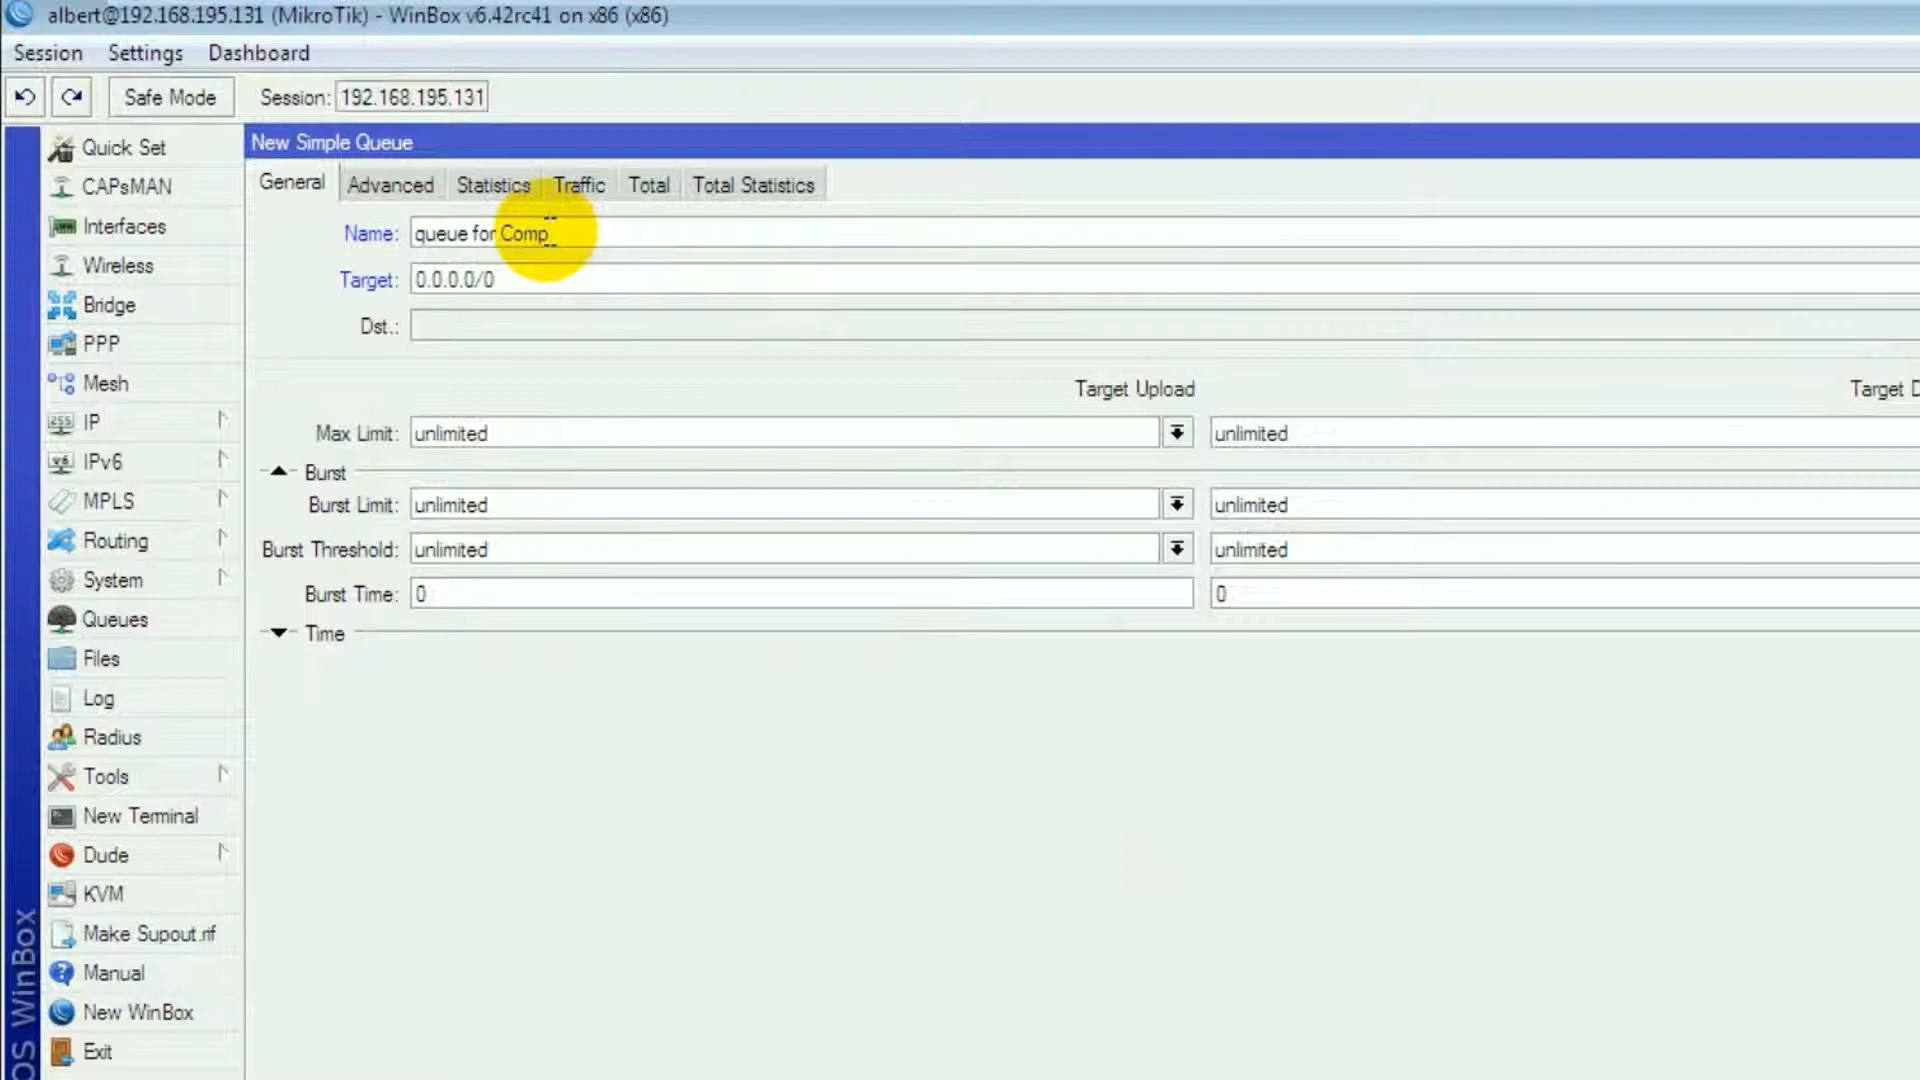 albert@192.168.195.131 (MikroTik) - WinBox v6.42rc41 on x86 (x86)
Session Settings Dashboard
Safe Mode Session: 192.168.195.131
Quick Set
CAPsMAN
Interfaces
Wireless
Bridge
PPP
Mesh
IP
IPv6
MPLS
Routing
System
Queues
Files
Log
Radius
Tools
New Terminal
Dude
KVM
Make Supout.rif
Manual
New WinBox
Exit
OS WinBox
New Simple Queue
General Advanced Statistics Traffic Total Total Statistics
Name: queue for Comp
Target: 0.0.0.0/0
Dst.:
Target Upload Target D
Max Limit: unlimited unlimited
Burst
Burst Limit: unlimited unlimited
Burst Threshold: unlimited unlimited
Burst Time: 0 0
Time